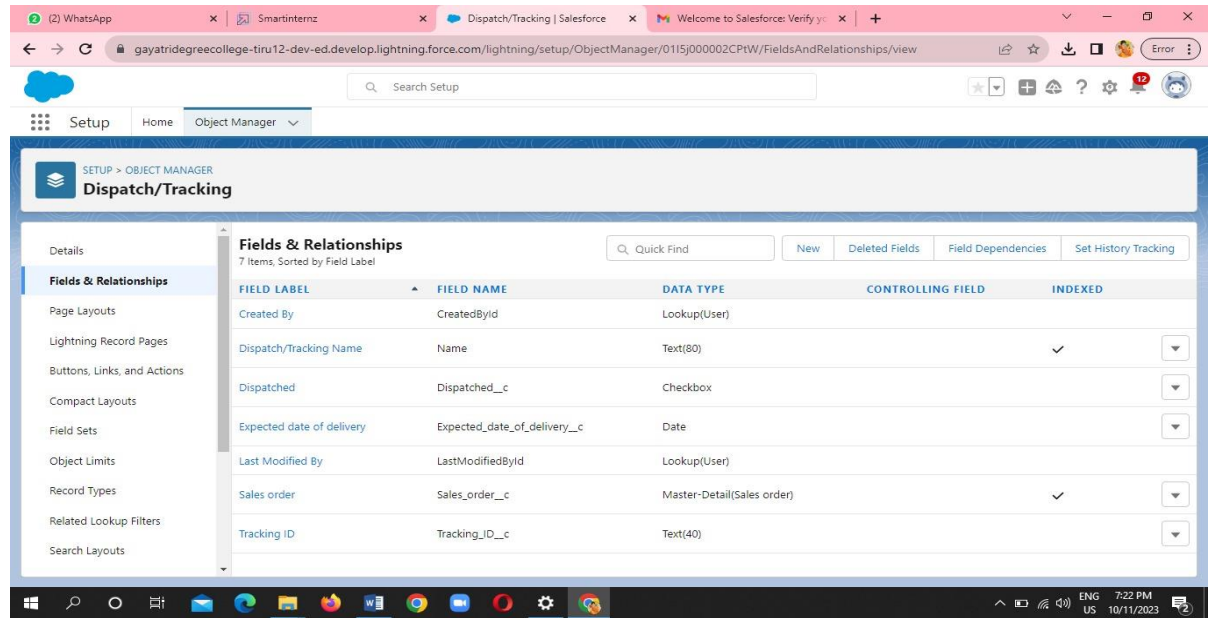 (2) WhatsApp
Smartinternz
Dispatch/Tracking | Salesforce
Welcome to Salesforce: Verify yo
gayatridegreecollege-tiru12-dev-ed.develop.lightning.force.com/lightning/setup/ObjectManager/01I5j000002CPtW/FieldsAndRelationships/view
Error
Search Setup
12
Setup Home Object Manager
SETUP > OBJECT MANAGER
Dispatch/Tracking
Details
Fields & Relationships
Page Layouts
Lightning Record Pages
Buttons, Links, and Actions
Compact Layouts
Field Sets
Object Limits
Record Types
Related Lookup Filters
Search Layouts
Fields & Relationships
7 Items, Sorted by Field Label
Quick Find
New
Deleted Fields
Field Dependencies
Set History Tracking
FIELD LABEL FIELD NAME DATA TYPE CONTROLLING FIELD INDEXED
Created By CreatedById Lookup(User)
Dispatch/Tracking Name Name Text(80)
Dispatched Dispatched__c Checkbox
Expected date of delivery Expected_date_of_delivery__c Date
Last Modified By LastModifiedById Lookup(User)
Sales order Sales_order__c Master-Detail(Sales order)
Tracking ID Tracking_ID__c Text(40)
ENG 7:22 PM
US 10/11/2023
2